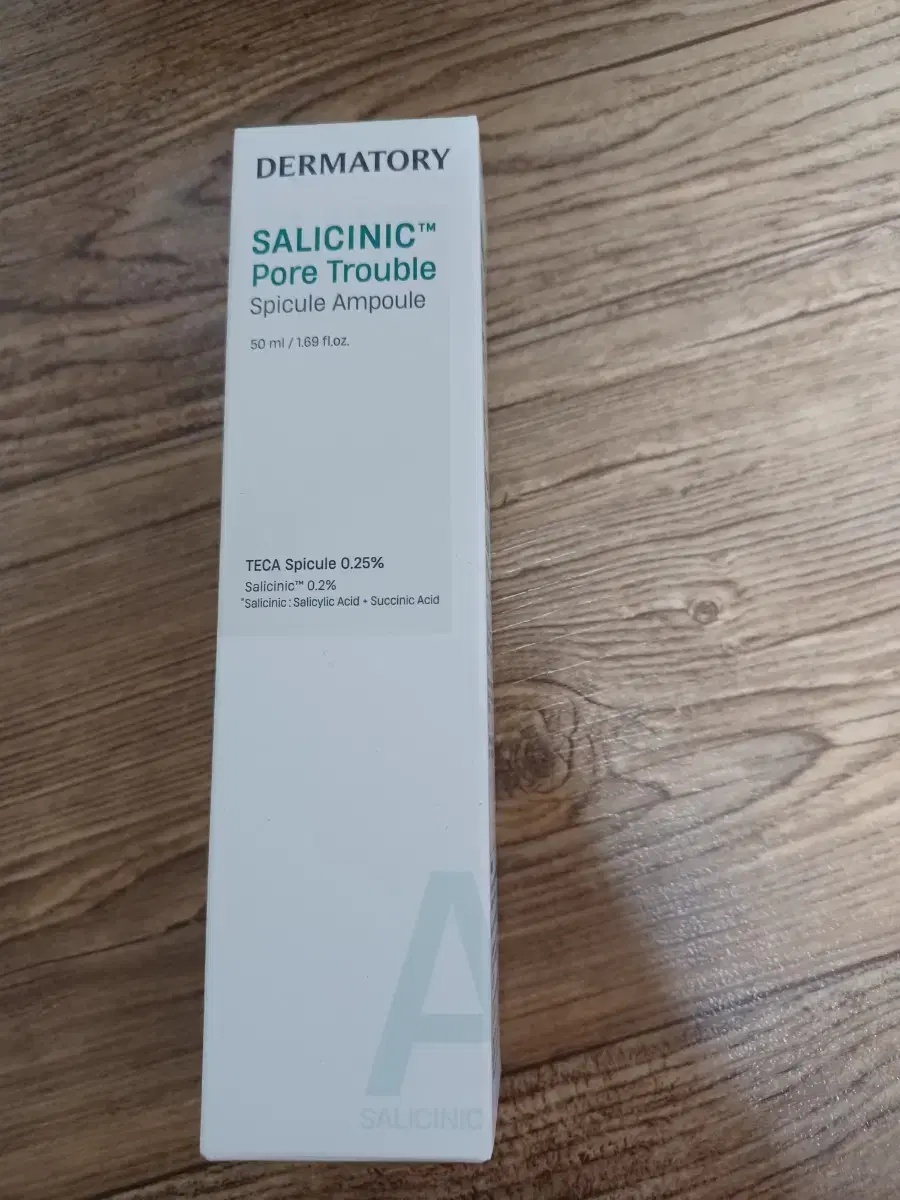 DERMATORY
SALICINIC™
Pore Trouble
Spicule Ampoule
50 ml / 1.69 fl.oz.
TECA Spicule 0.25%
Salicinic™ 0.2%
*Salicinic : Salicylic Acid + Succinic Acid
A
SALICINIC